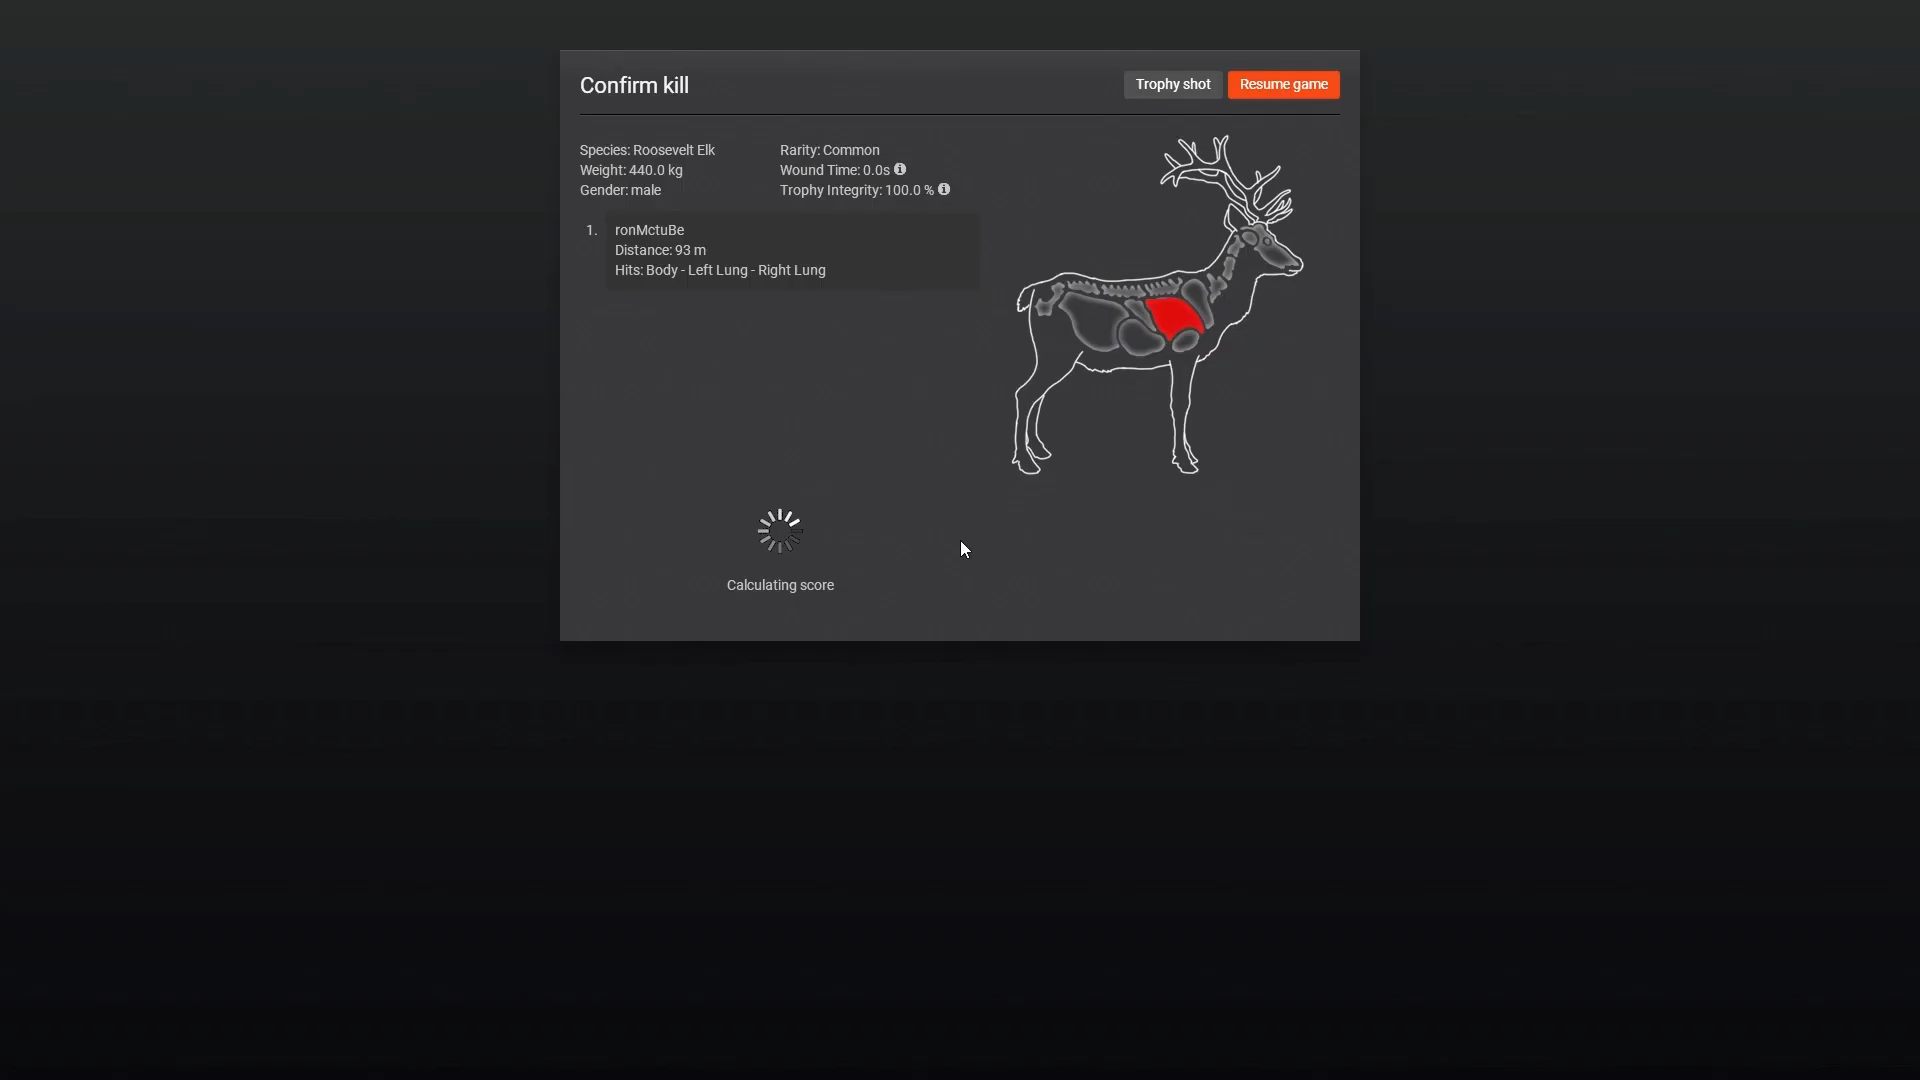 Confirm kill
Trophy shot
Resume game
Species: Roosevelt Elk
Weight: 440.0 kg
Gender: male
Rarity: Common
Wound Time: 0.0s
Trophy Integrity: 100.0 %
1.
ronMctuBe
Distance: 93 m
Hits: Body - Left Lung - Right Lung
Calculating score